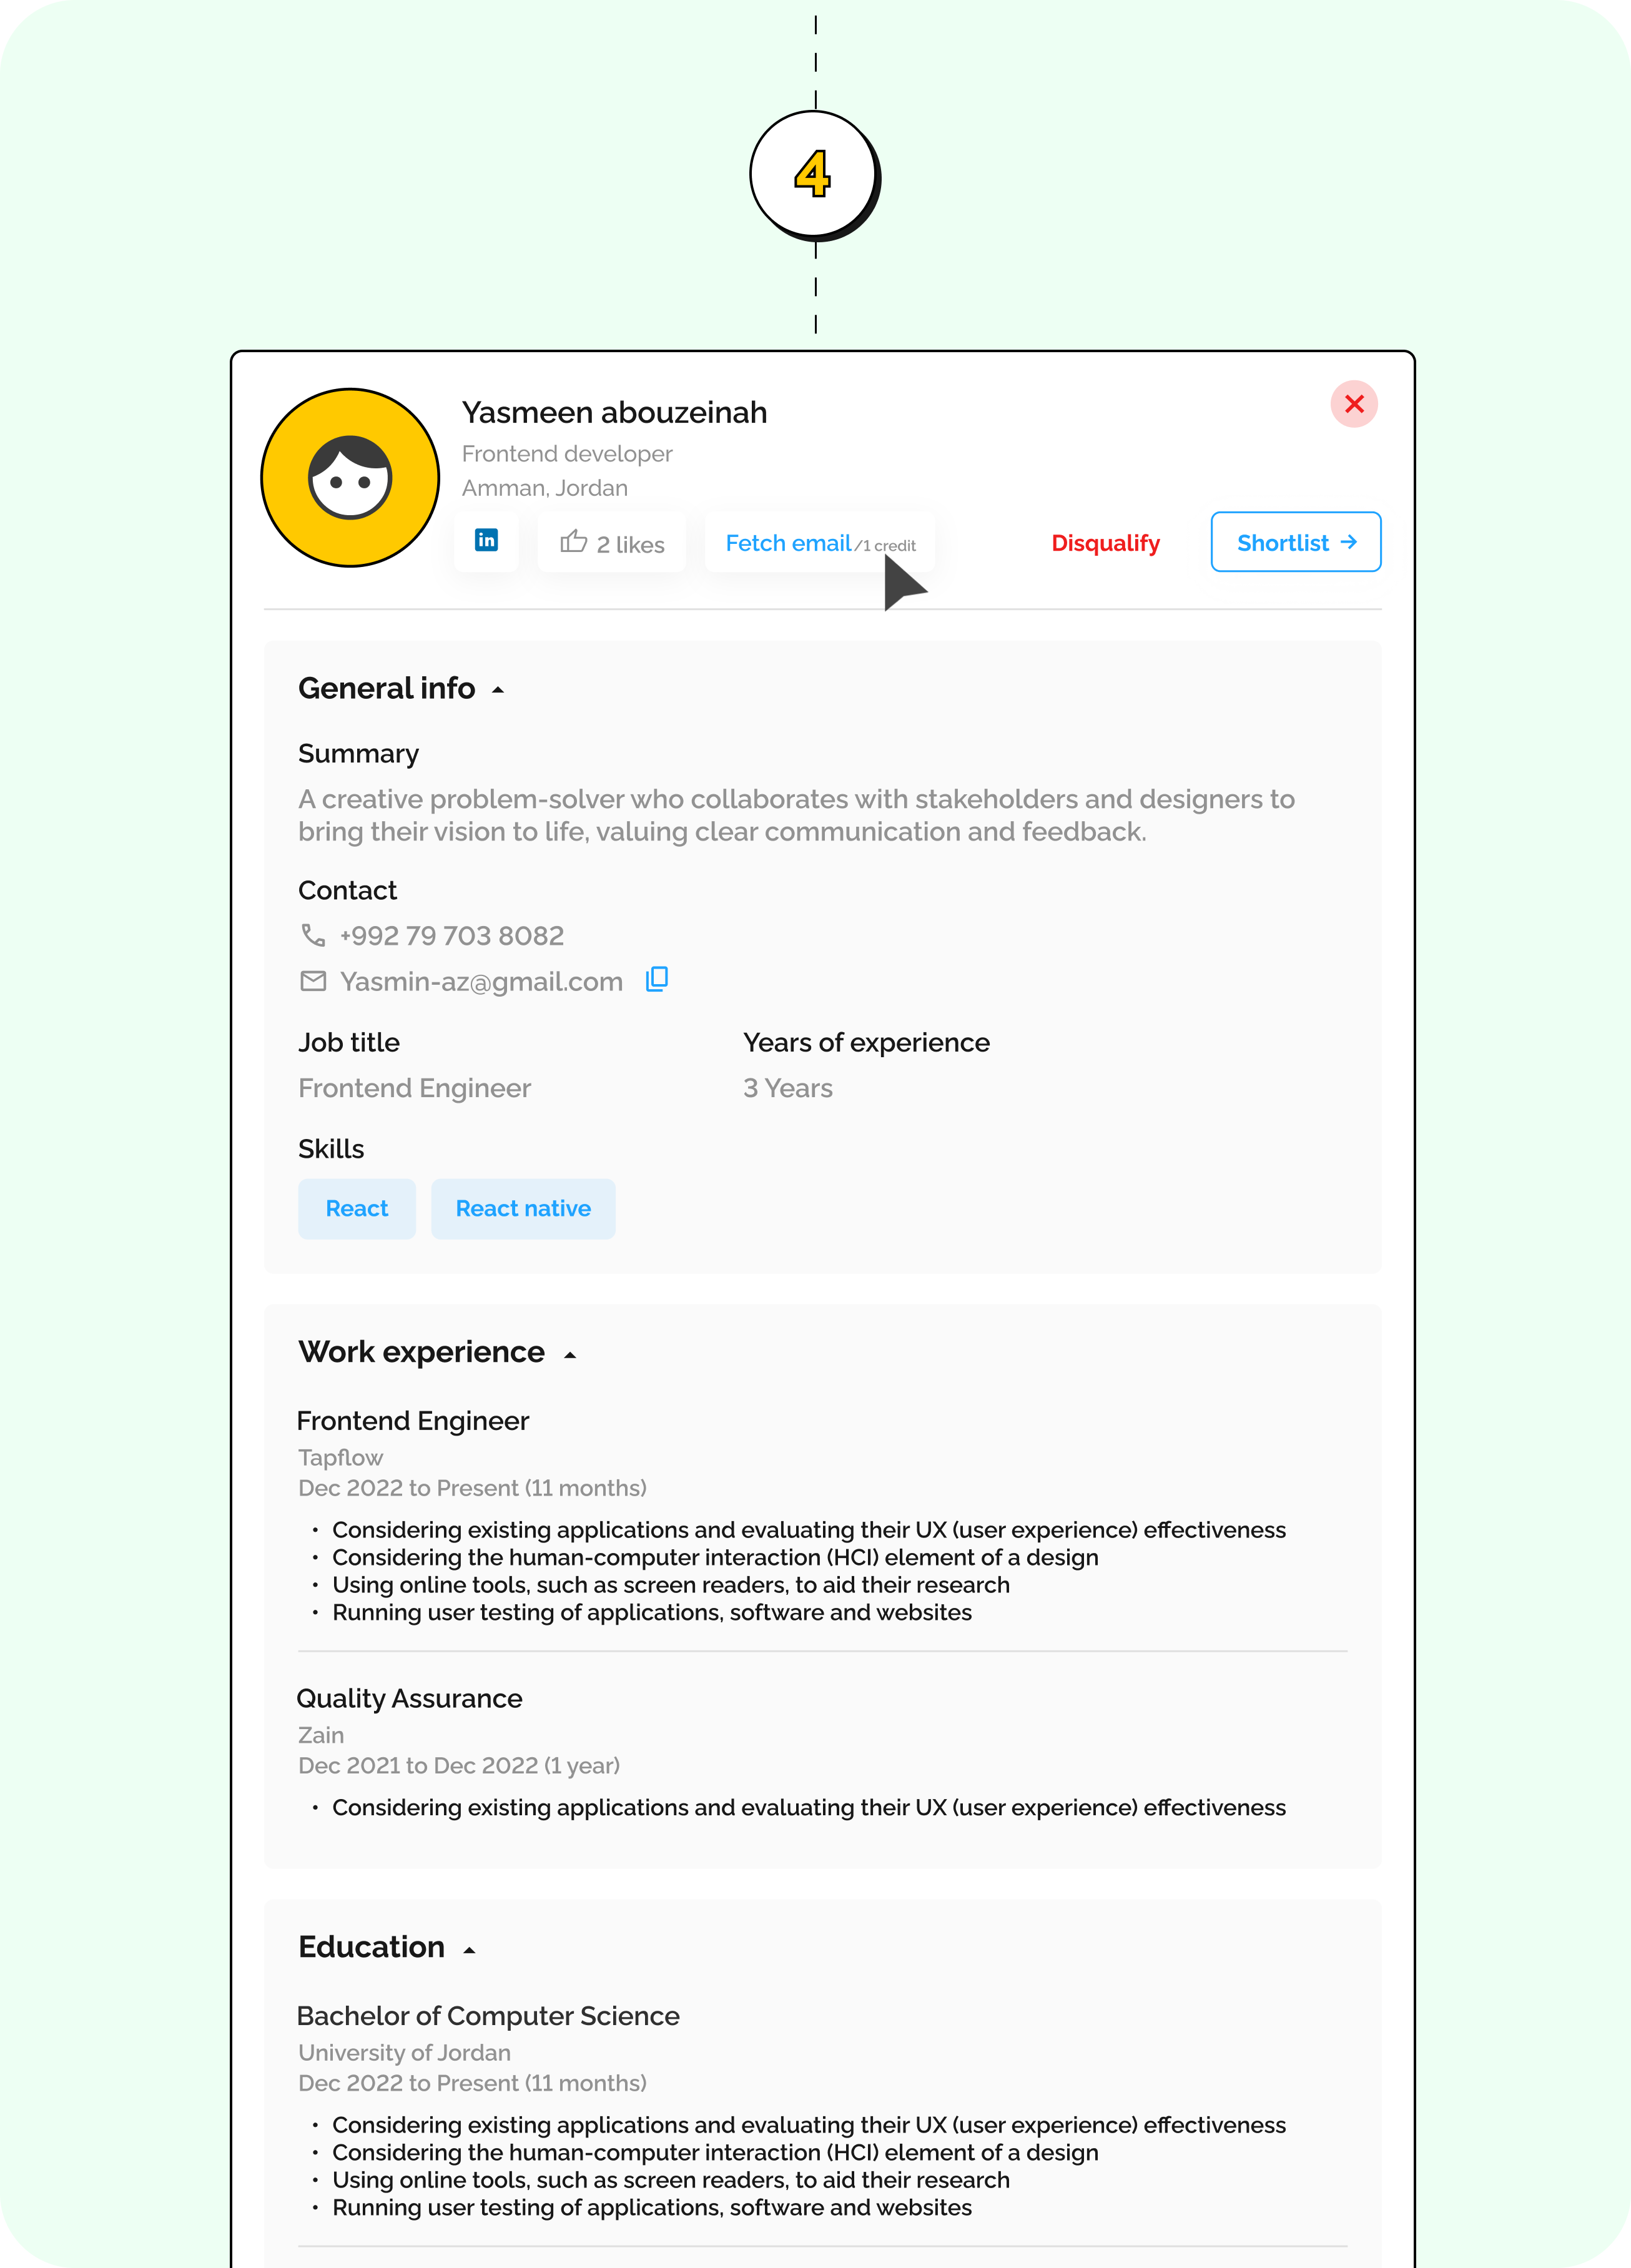 4
Yasmeen abouzeinah
Frontend developer
Amman, Jordan
in 2 likes Fetch email/1 credit Disqualify Shortlist →
General info
Summary
A creative problem-solver who collaborates with stakeholders and designers to
bring their vision to life, valuing clear communication and feedback.
Contact
+992 79 703 8082
Yasmin-az@gmail.com
Job title Years of experience
Frontend Engineer 3 Years
Skills
React React native
Work experience
Frontend Engineer
Tapflow
Dec 2022 to Present (11 months)
• Considering existing applications and evaluating their UX (user experience) effectiveness
• Considering the human-computer interaction (HCI) element of a design
• Using online tools, such as screen readers, to aid their research
• Running user testing of applications, software and websites
Quality Assurance
Zain
Dec 2021 to Dec 2022 (1 year)
• Considering existing applications and evaluating their UX (user experience) effectiveness
Education
Bachelor of Computer Science
University of Jordan
Dec 2022 to Present (11 months)
• Considering existing applications and evaluating their UX (user experience) effectiveness
• Considering the human-computer interaction (HCI) element of a design
• Using online tools, such as screen readers, to aid their research
• Running user testing of applications, software and websites